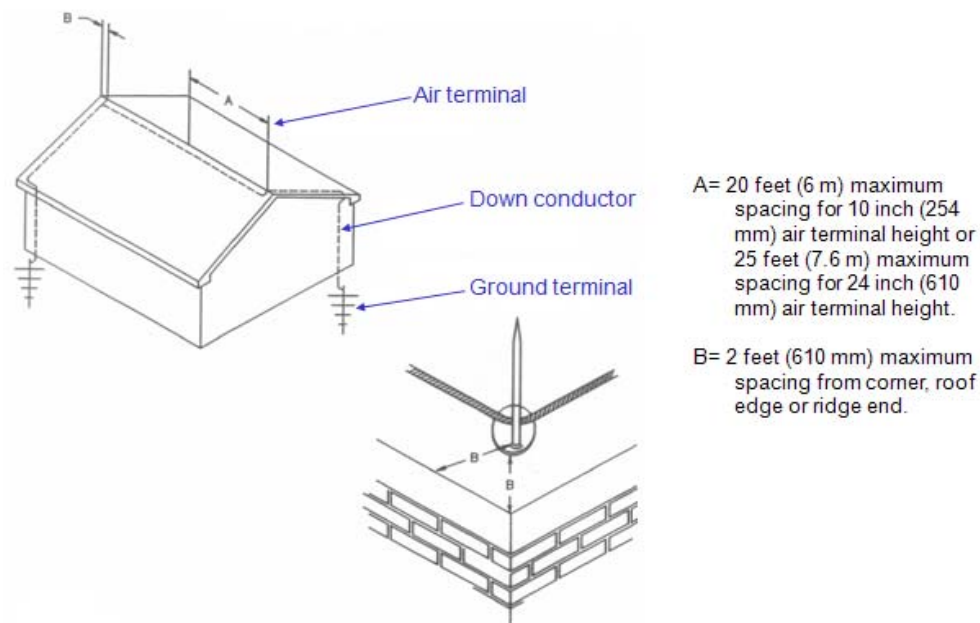 B
A
Air terminal
Down conductor
Ground terminal
B
B
A= 20 feet (6 m) maximum
spacing for 10 inch (254
mm) air terminal height or
25 feet (7.6 m) maximum
spacing for 24 inch (610
mm) air terminal height.
B= 2 feet (610 mm) maximum
spacing from corner, roof
edge or ridge end.